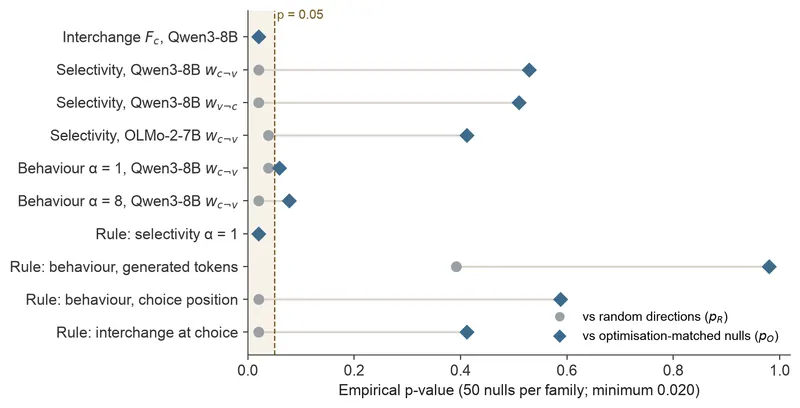 p = 0.05
Interchange F_c, Qwen3-8B
Selectivity, Qwen3-8B w_c¬v
Selectivity, Qwen3-8B w_v¬c
Selectivity, OLMo-2-7B w_c¬v
Behaviour α = 1, Qwen3-8B w_c¬v
Behaviour α = 8, Qwen3-8B w_c¬v
Rule: selectivity α = 1
Rule: behaviour, generated tokens
Rule: behaviour, choice position
Rule: interchange at choice
vs random directions (p_R)
vs optimisation-matched nulls (p_O)
0.0 0.2 0.4 0.6 0.8 1.0
Empirical p-value (50 nulls per family; minimum 0.020)